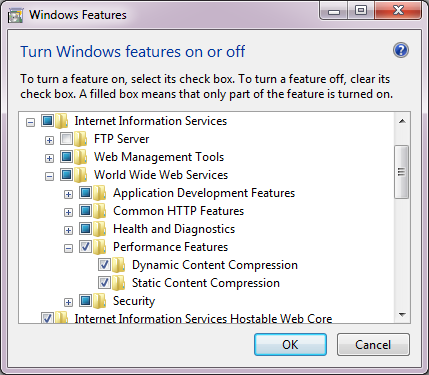 Windows Features
Turn Windows features on or off
To turn a feature on, select its check box. To turn a feature off, clear its
check box. A filled box means that only part of the feature is turned on.
Internet Information Services
FTP Server
Web Management Tools
World Wide Web Services
Application Development Features
Common HTTP Features
Health and Diagnostics
Performance Features
Dynamic Content Compression
Static Content Compression
Security
Internet Information Services Hostable Web Core
OK
Cancel